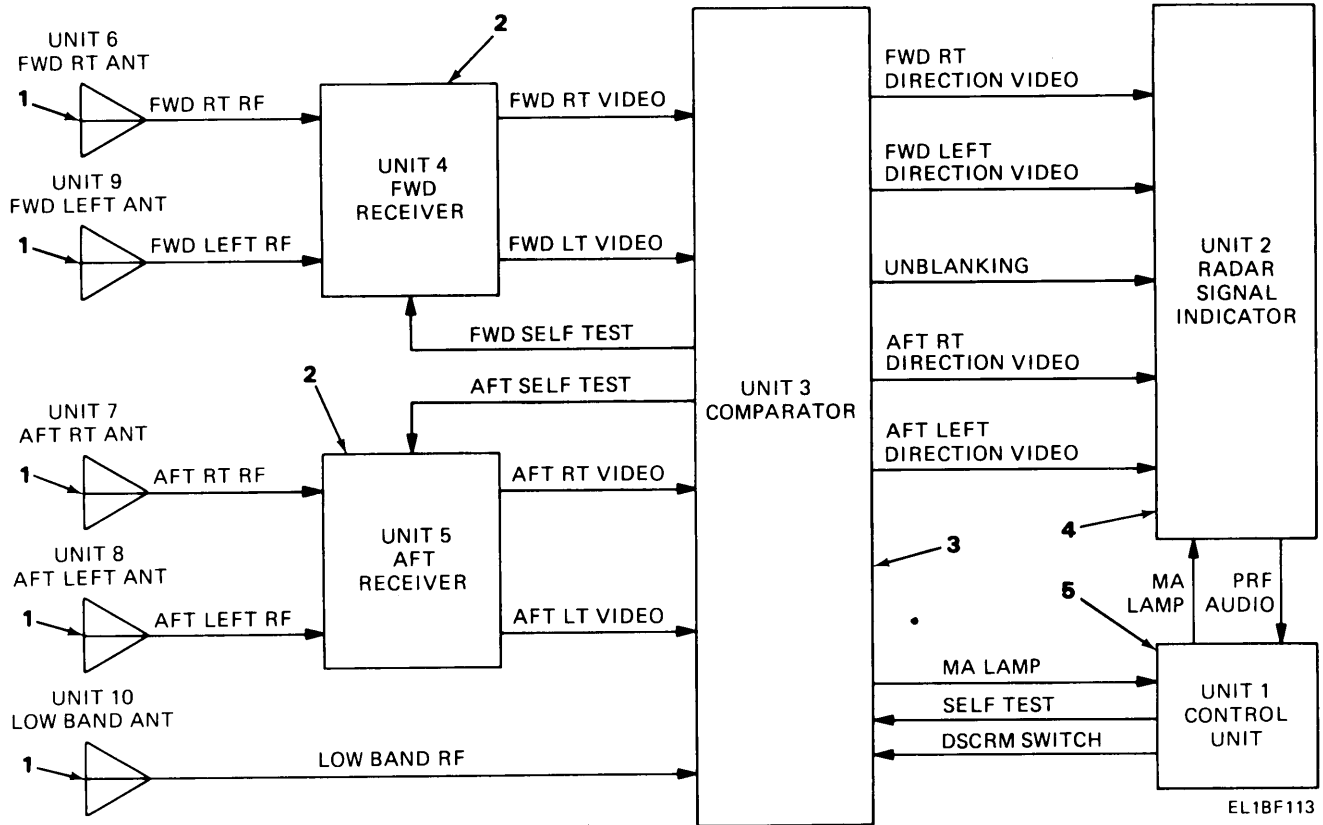 UNIT 6
FWD RT ANT
1
FWD RT RF
2
UNIT 4
FWD
RECEIVER
FWD RT VIDEO
UNIT 9
FWD LEFT ANT
1
FWD LEFT RF
FWD LT VIDEO
FWD SELF TEST
AFT SELF TEST
2
UNIT 7
AFT RT ANT
1
AFT RT RF
UNIT 5
AFT
RECEIVER
AFT RT VIDEO
UNIT 8
AFT LEFT ANT
1
AFT LEFT RF
AFT LT VIDEO
UNIT 10
LOW BAND ANT
1
LOW BAND RF
UNIT 3
COMPARATOR
3
FWD RT
DIRECTION VIDEO
FWD LEFT
DIRECTION VIDEO
UNBLANKING
AFT RT
DIRECTION VIDEO
AFT LEFT
DIRECTION VIDEO
UNIT 2
RADAR
SIGNAL
INDICATOR
4
MA
LAMP
PRF
AUDIO
5
MA LAMP
SELF TEST
DSCRM SWITCH
UNIT 1
CONTROL
UNIT
EL1BF113